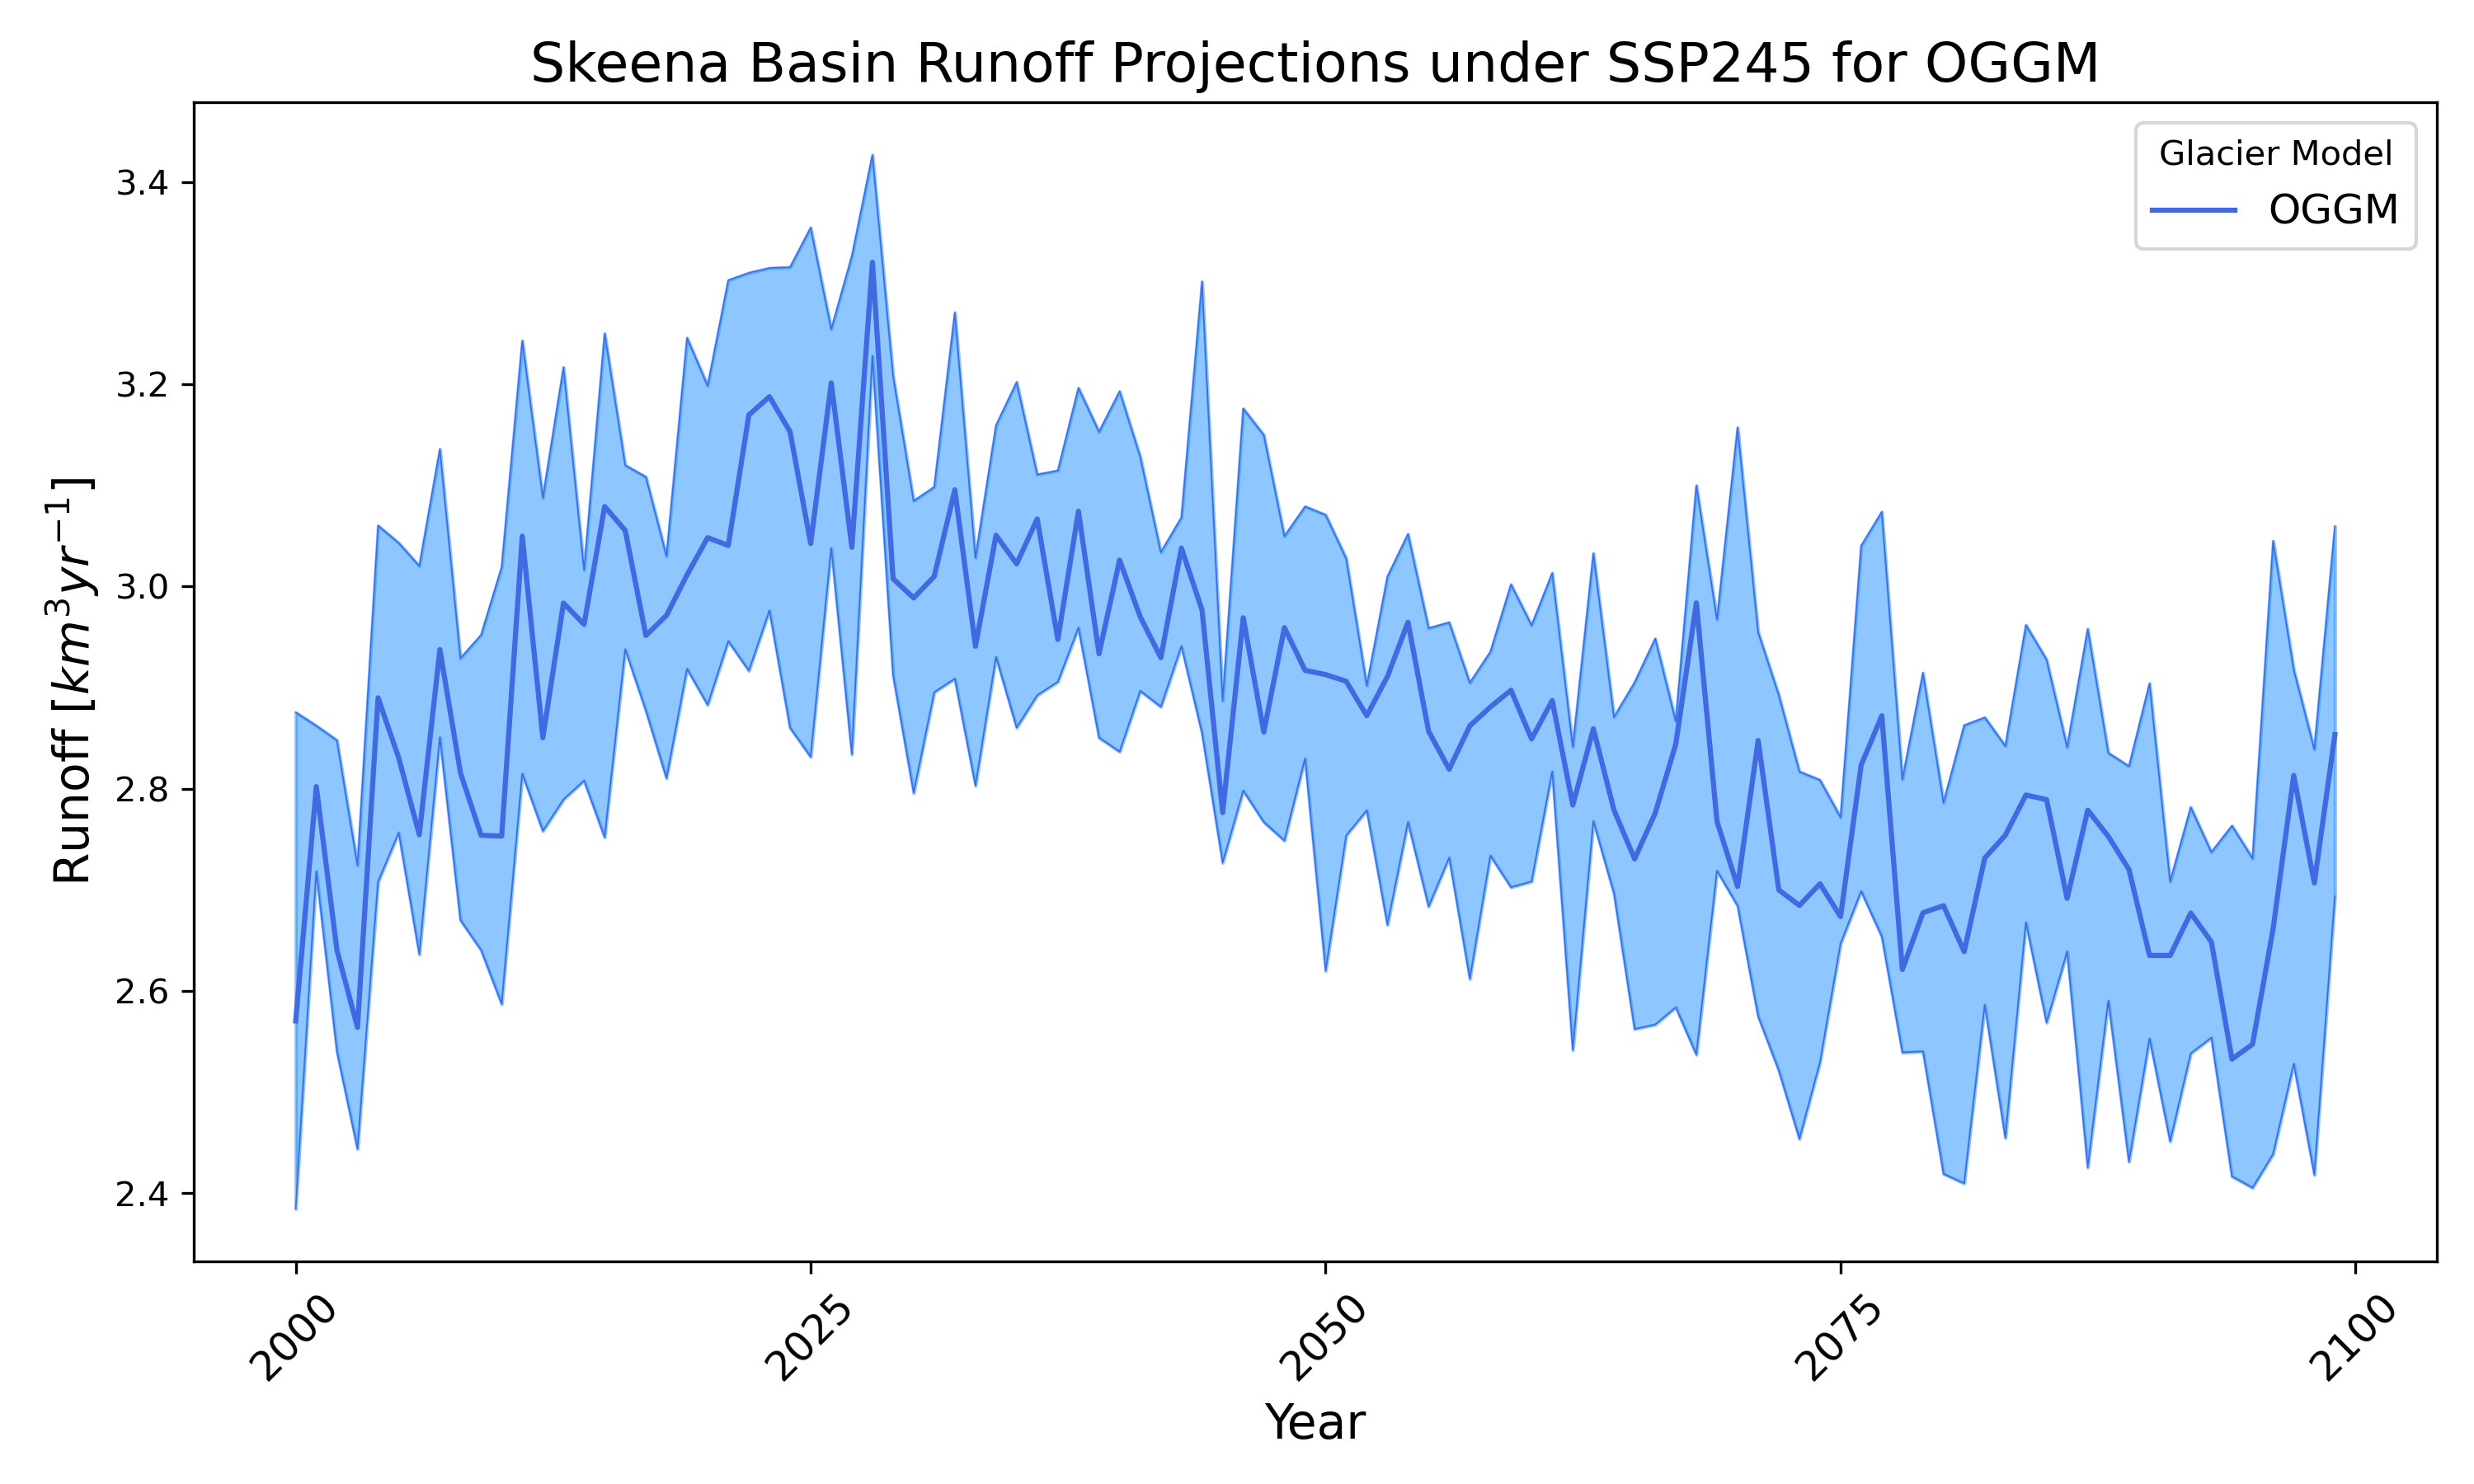 Skeena Basin Runoff Projections under SSP245 for OGGM
Glacier Model
OGGM
3.4
3.2
3.0
2.8
2.6
2.4
Runoff [km³yr⁻¹]
2000
2025
2050
2075
2100
Year